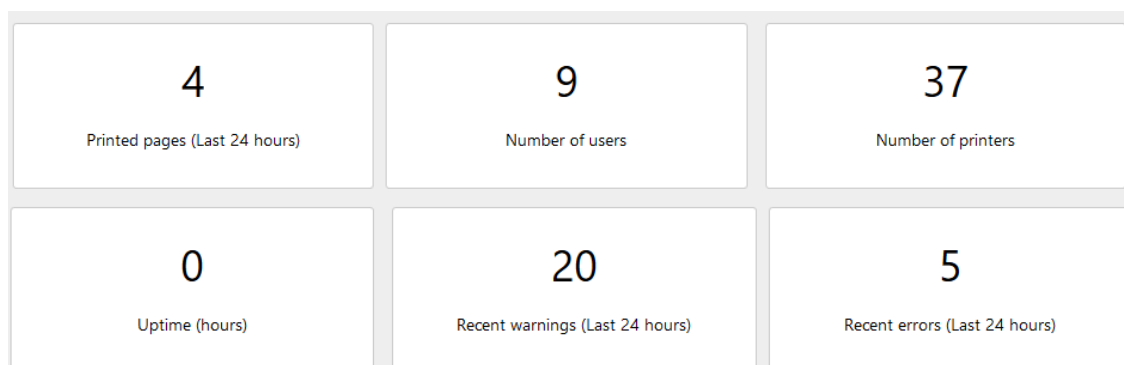 4
Printed pages (Last 24 hours)
9
Number of users
37
Number of printers
0
Uptime (hours)
20
Recent warnings (Last 24 hours)
5
Recent errors (Last 24 hours)